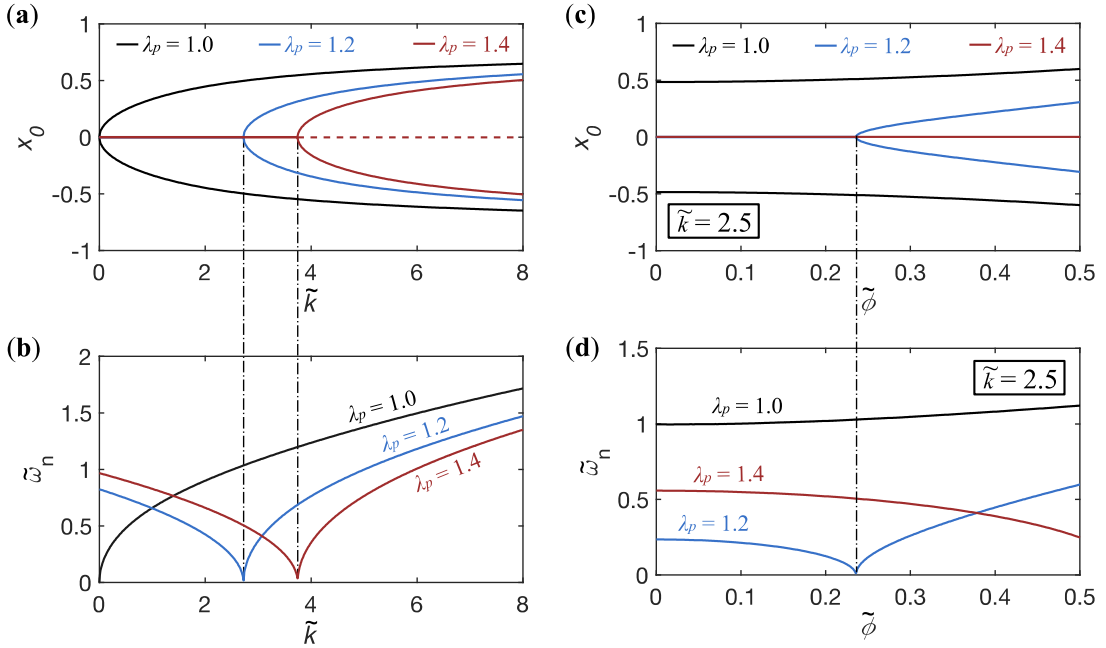 (a)
λp = 1.0 λp = 1.2 λp = 1.4
1
0.5
0
-0.5
-1
x0
0 2 4 6 8
k̃
(b)
2
1.5
1
0.5
0
ω̃n
λp = 1.0
λp = 1.2
λp = 1.4
0 2 4 6 8
k̃
(c)
λp = 1.0 λp = 1.2 λp = 1.4
1
0.5
0
-0.5
-1
x0
k̃ = 2.5
0 0.1 0.2 0.3 0.4 0.5
ϕ̃
(d)
1.5
1
0.5
0
ω̃n
k̃ = 2.5
λp = 1.0
λp = 1.4
λp = 1.2
0 0.1 0.2 0.3 0.4 0.5
ϕ̃